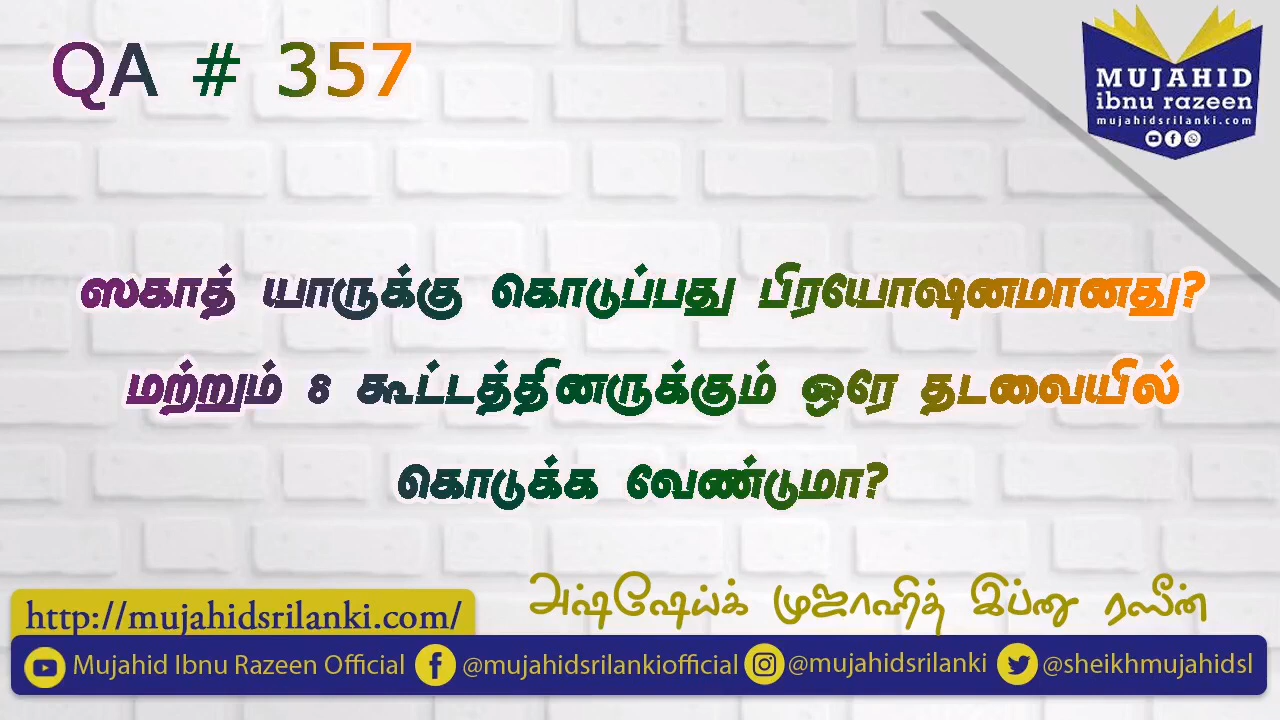 QA # 357
MUJAHID
ibnu razeen
mujahidsrilanki.com
ஸகாத் யாருக்கு கொடுப்பது பிரயோஷனமானது?
மற்றும் 8 கூட்டத்தினருக்கும் ஒரே தடவையில்
கொடுக்க வேண்டுமா?
அஷ்ஷேய்க் முஜாஹித் இப்னு ரஸீன்
http://mujahidsrilanki.com/
Mujahid Ibnu Razeen Official @mujahidsrilankiofficial @mujahidsrilanki @sheikhmujahidsl